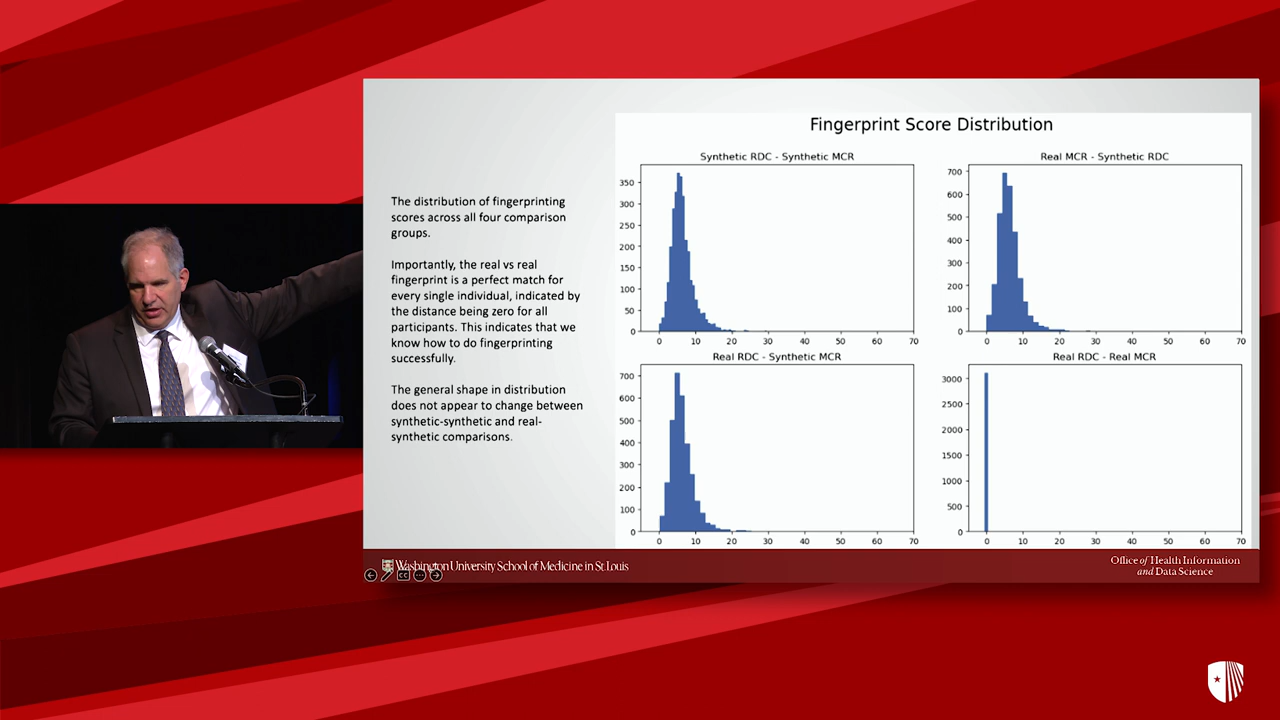 Fingerprint Score Distribution
The distribution of fingerprinting
scores across all four comparison
groups.
Importantly, the real vs real
fingerprint is a perfect match for
every single individual, indicated by
the distance being zero for all
participants. This indicates that we
know how to do fingerprinting
successfully.
The general shape in distribution
does not appear to change between
synthetic-synthetic and real-
synthetic comparisons.
Synthetic RDC - Synthetic MCR
350
300
250
200
150
100
50
0
0 10 20 30 40 50 60 70
Real MCR - Synthetic RDC
700
600
500
400
300
200
100
0
0 10 20 30 40 50 60 70
Real RDC - Synthetic MCR
700
600
500
400
300
200
100
0
0 10 20 30 40 50 60 70
Real RDC - Real MCR
3000
2500
2000
1500
1000
500
0
0 10 20 30 40 50 60 70
Washington University School of Medicine in St. Louis
Office of Health Information
and Data Science